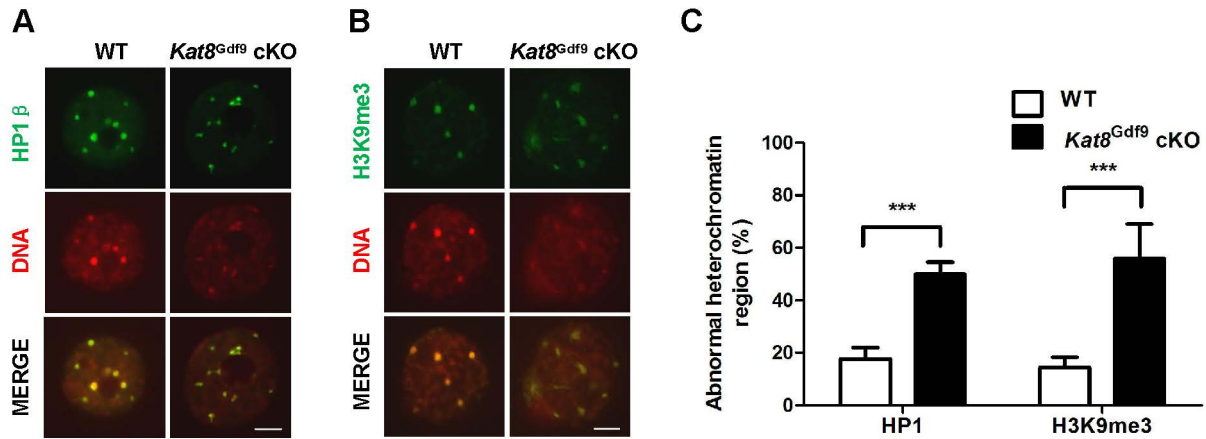 A
WT
Kat8Gdf9 cKO
HP1 β
DNA
MERGE
B
WT
Kat8Gdf9 cKO
H3K9me3
DNA
MERGE
C
WT
Kat8Gdf9 cKO
Abnormal heterochromatin
region (%)
100
80
60
40
20
0
***
***
HP1
H3K9me3